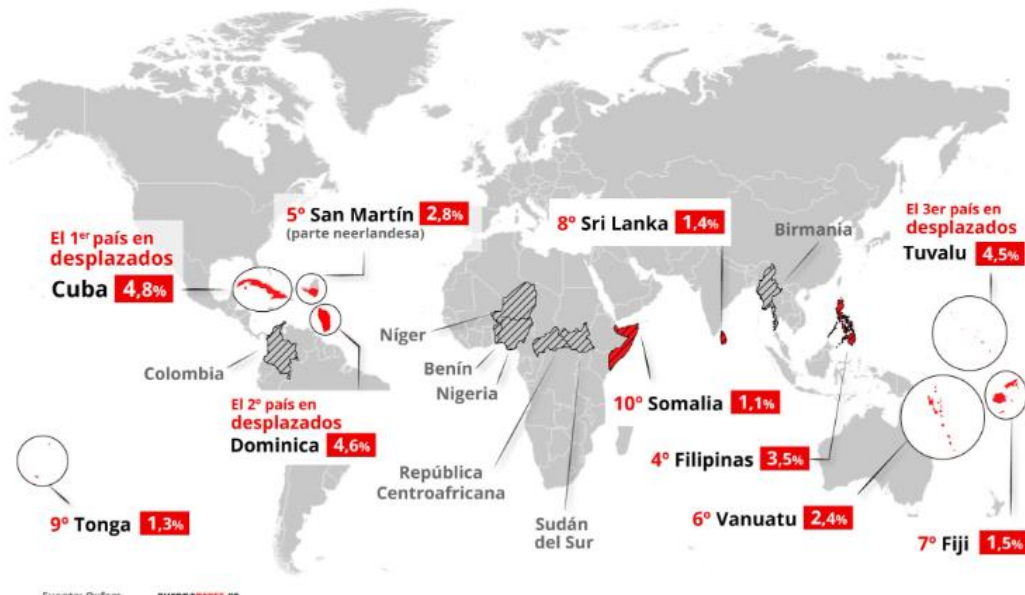 5º San Martín 2,8%
(parte neerlandesa)
El 1er país en
desplazados
Cuba 4,8%
8º Sri Lanka 1,4%
Birmania
El 3er país en
desplazados
Tuvalu 4,5%
Níger
Benín
Nigeria
Colombia
El 2º país en
desplazados
Dominica 4,6%
10º Somalia 1,1%
4º Filipinas 3,5%
República
Centroafricana
9º Tonga 1,3%
Sudán
del Sur
6º Vanuatu 2,4%
7º Fiji 1,5%